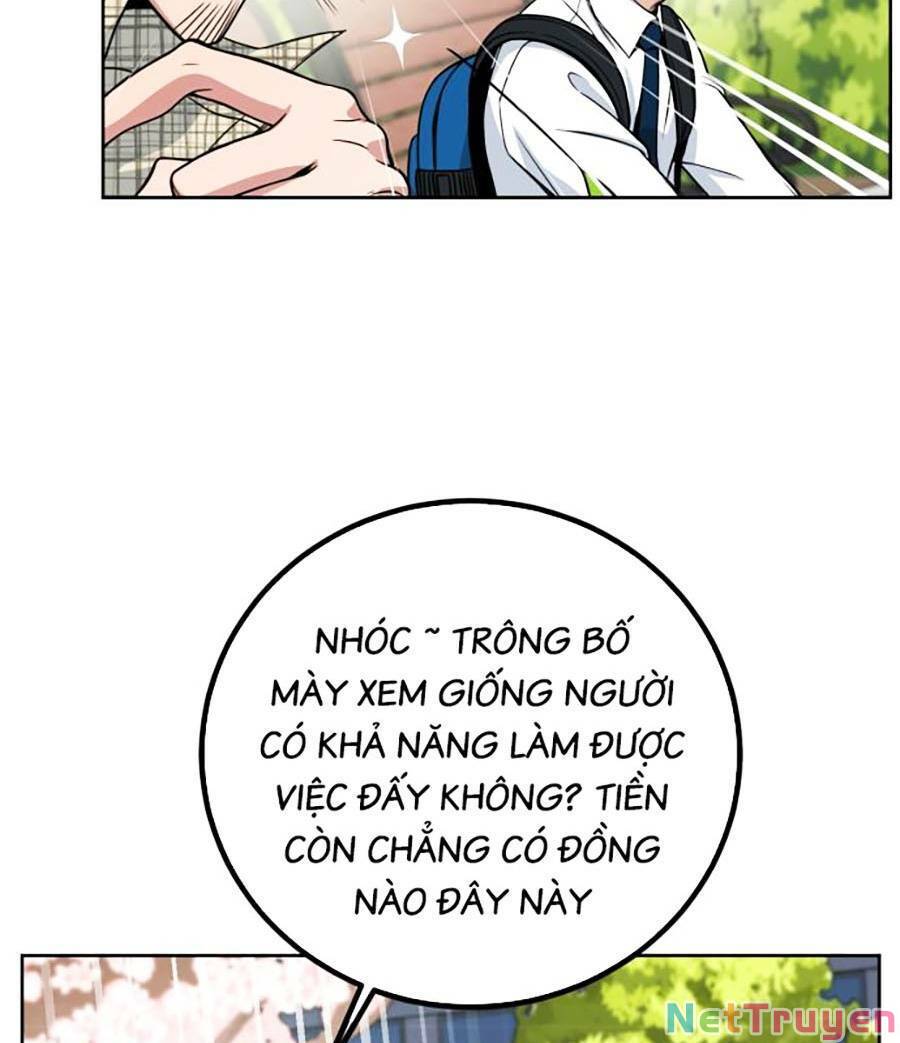 NHÓC ~ TRÔNG BỐ
MÀY XEM GIỐNG NGƯỜI
CÓ KHẢ NĂNG LÀM ĐƯỢC
VIỆC ĐẤY KHÔNG? TIỀN
CÒN CHẲNG CÓ ĐỒNG
NÀO ĐÂY NÀY
NetTruyen